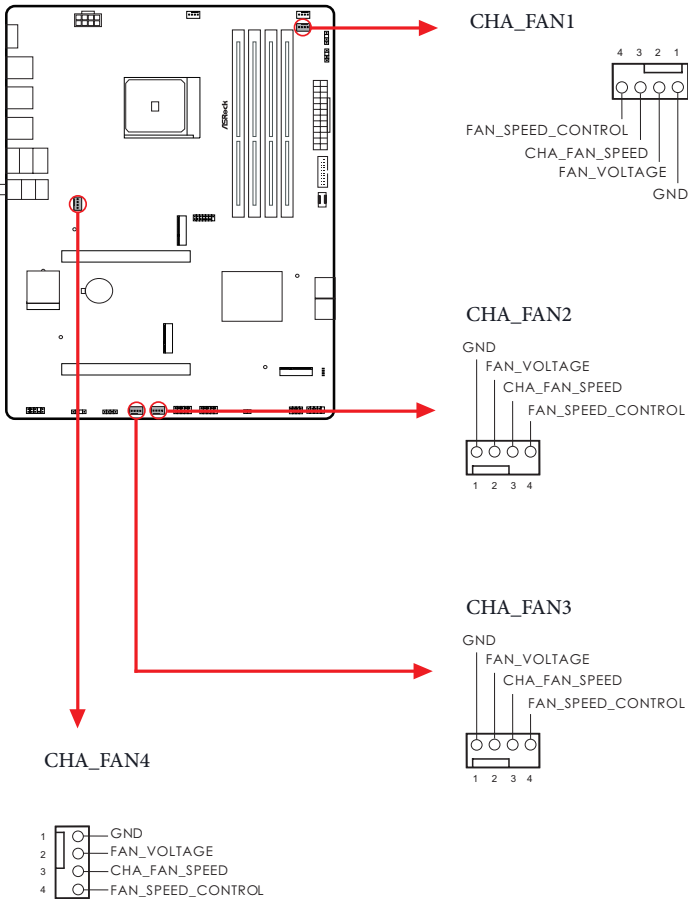 CHA_FAN1
4 3 2 1
FAN_SPEED_CONTROL
CHA_FAN_SPEED
FAN_VOLTAGE
GND
ASRock
CHA_FAN2
GND
FAN_VOLTAGE
CHA_FAN_SPEED
FAN_SPEED_CONTROL
1 2 3 4
CHA_FAN3
GND
FAN_VOLTAGE
CHA_FAN_SPEED
FAN_SPEED_CONTROL
1 2 3 4
CHA_FAN4
1 GND
2 FAN_VOLTAGE
3 CHA_FAN_SPEED
4 FAN_SPEED_CONTROL